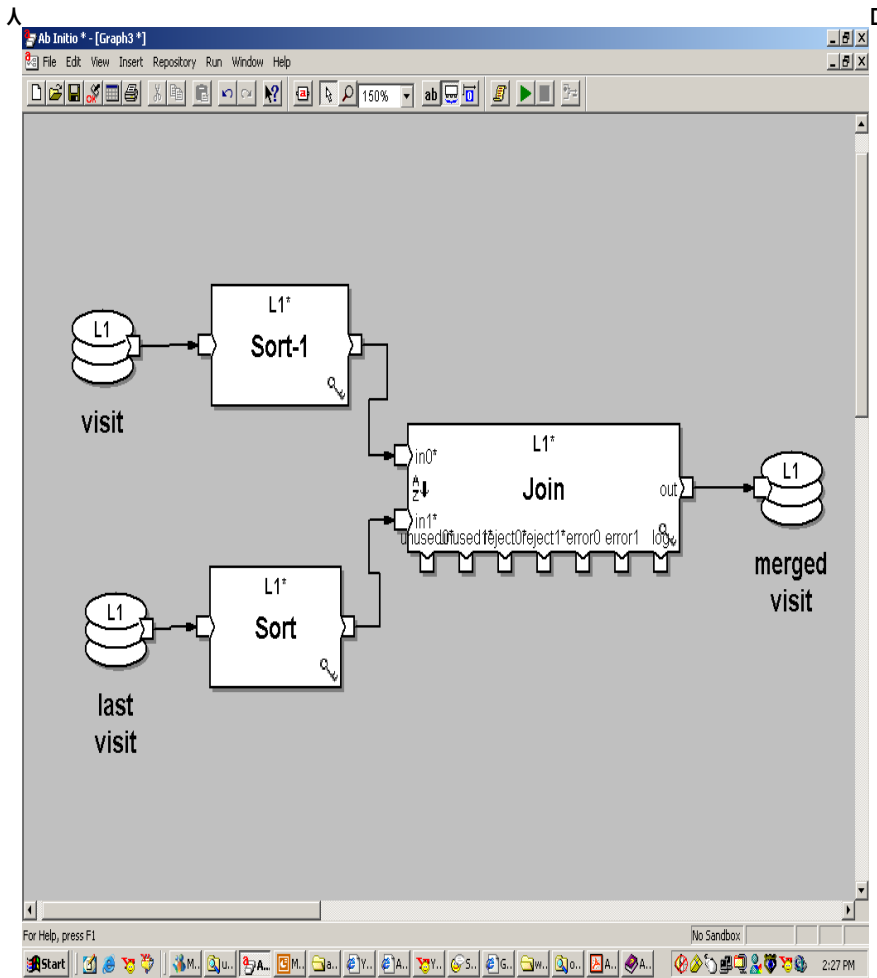 Ab Initio * - [Graph3 *]
File Edit View Insert Repository Run Window Help
150%
ab
L1*
Sort-1
L1
visit
L1*
in0*
Join
out
L1
in1*
unused0* unused1* reject0* reject1* error0 error1 log
merged
visit
L1*
Sort
L1
last
visit
For Help, press F1
No Sandbox
Start
M..
u..
A...
M..
a..
Y..
A..
Y..
S..
G..
w..
o..
A..
A..
2:27 PM